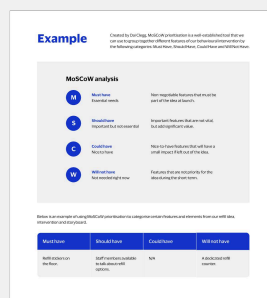 Example
Created by Dai Clegg, MoSCoW prioritisation is a well-established tool that we
can use to group together different features of our behavioural intervention by
the following categories: Must Have, Should Have, Could Have and Will Not Have.
MoSCoW analysis
M
Must have
Essential needs
Non-negotiable features that must be
part of the idea at launch.
S
Should have
Important but not essential
Important features that are not vital,
but add significant value.
C
Could have
Nice to have
Nice-to-have features that will have a
small impact if left out of the idea.
W
Will not have
Not needed right now
Features that are not priority for the
idea during the short-term.
Below is an example of using MoSCoW prioritisation to categorise certain features and elements from our refill idea,
intervention and storyboard.
Must have Should have Could have Will not have
Refill stickers on
the floor.
Staff members available
to talk about refill
options.
N/A
A dedicated refill
counter.